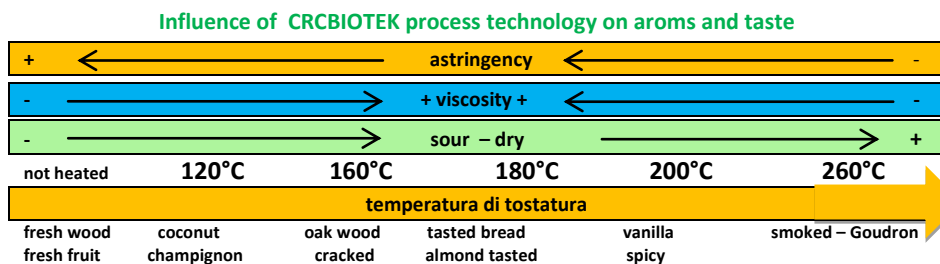 Influence of CRCBIOTEK process technology on aroms and taste
+ astringency -
- + viscosity + -
- sour – dry +
not heated 120°C 160°C 180°C 200°C 260°C
temperatura di tostatura
fresh wood coconut oak wood tasted bread vanilla smoked – Goudron
fresh fruit champignon cracked almond tasted spicy